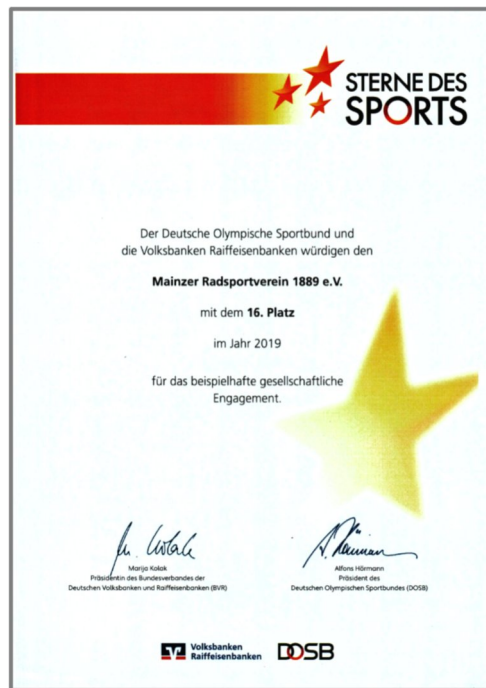 STERNE DES
SPORTS
Der Deutsche Olympische Sportbund und
die Volksbanken Raiffeisenbanken würdigen den
Mainzer Radsportverein 1889 e.V.
mit dem 16. Platz
im Jahr 2019
für das beispielhafte gesellschaftliche
Engagement.
M. Kolak
A. Hörmann
Marija Kolak
Präsidentin des Bundesverbandes der
Deutschen Volksbanken und Raiffeisenbanken (BVR)
Alfons Hörmann
Präsident des
Deutschen Olympischen Sportbundes (DOSB)
Volksbanken
Raiffeisenbanken
DOSB